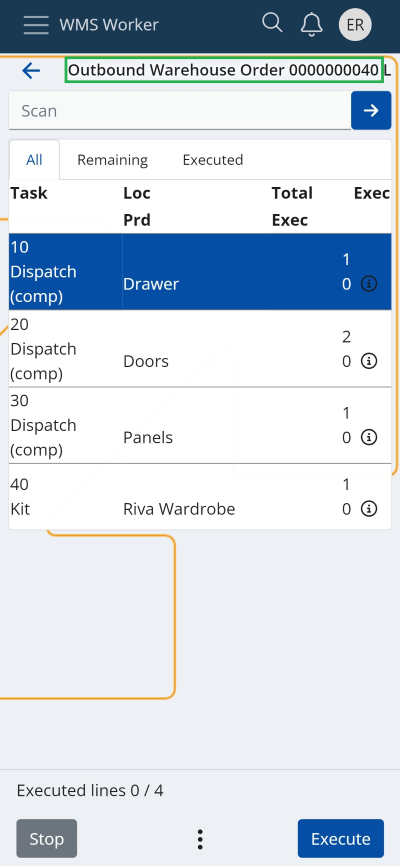 WMS Worker
ER
Outbound Warehouse Order 0000000040 L
Scan
All Remaining Executed
Task Loc Total Exec
Prd Exec
10
Dispatch 1
(comp) Drawer 0
20
Dispatch 2
(comp) Doors 0
30
Dispatch 1
(comp) Panels 0
40 1
Kit Riva Wardrobe 0
Executed lines 0 / 4
Stop Execute